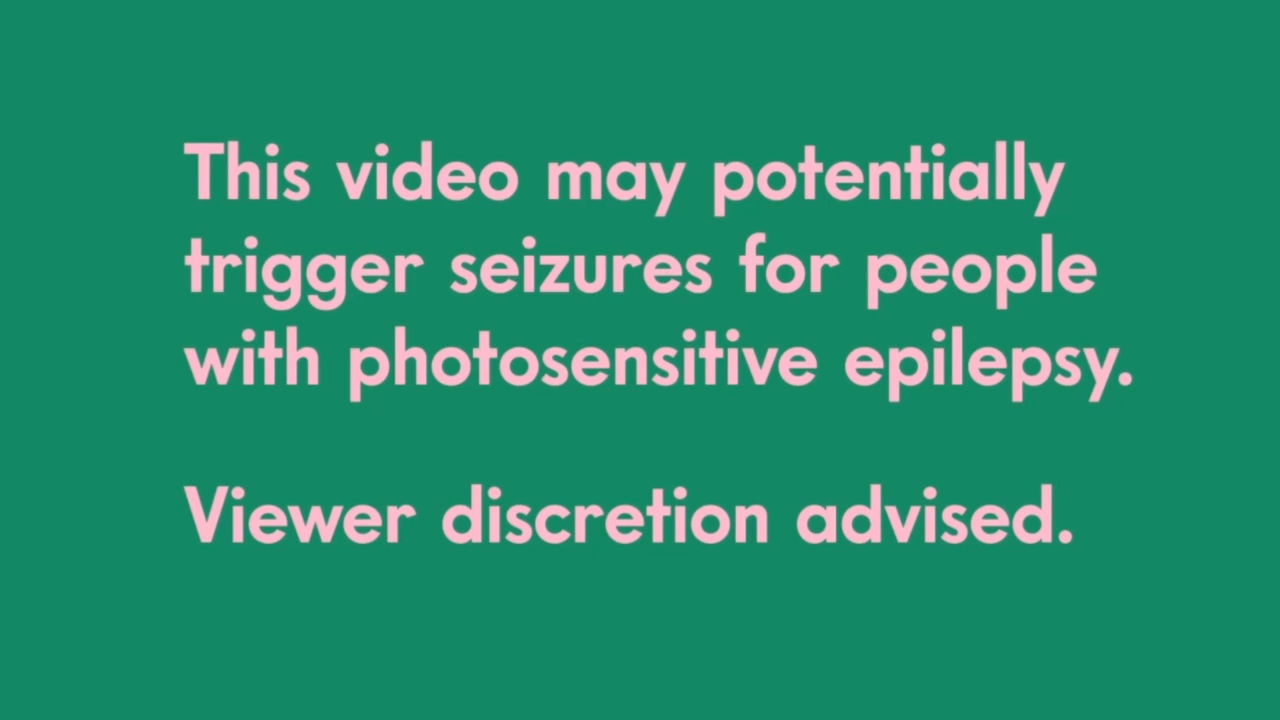 This video may potentially
trigger seizures for people
with photosensitive epilepsy.
Viewer discretion advised.